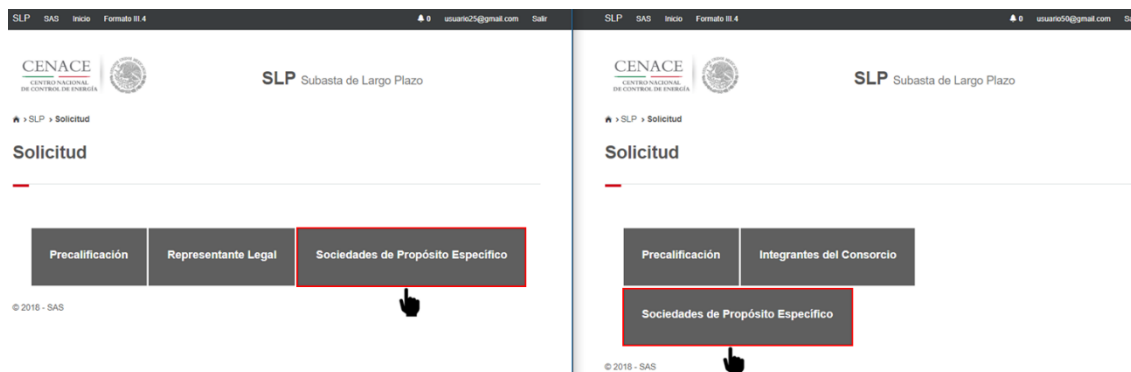 SLP SAS Inicio Formato III.4 0 usuario25@gmail.com Salir
CENACE
CENTRO NACIONAL
DE CONTROL DE ENERGÍA
SLP Subasta de Largo Plazo
> SLP > Solicitud
Solicitud
Precalificación Representante Legal Sociedades de Propósito Específico
© 2018 - SAS
SLP SAS Inicio Formato III.4 0 usuario50@gmail.com Sa
CENACE
CENTRO NACIONAL
DE CONTROL DE ENERGÍA
SLP Subasta de Largo Plazo
> SLP > Solicitud
Solicitud
Precalificación Integrantes del Consorcio
Sociedades de Propósito Específico
© 2018 - SAS